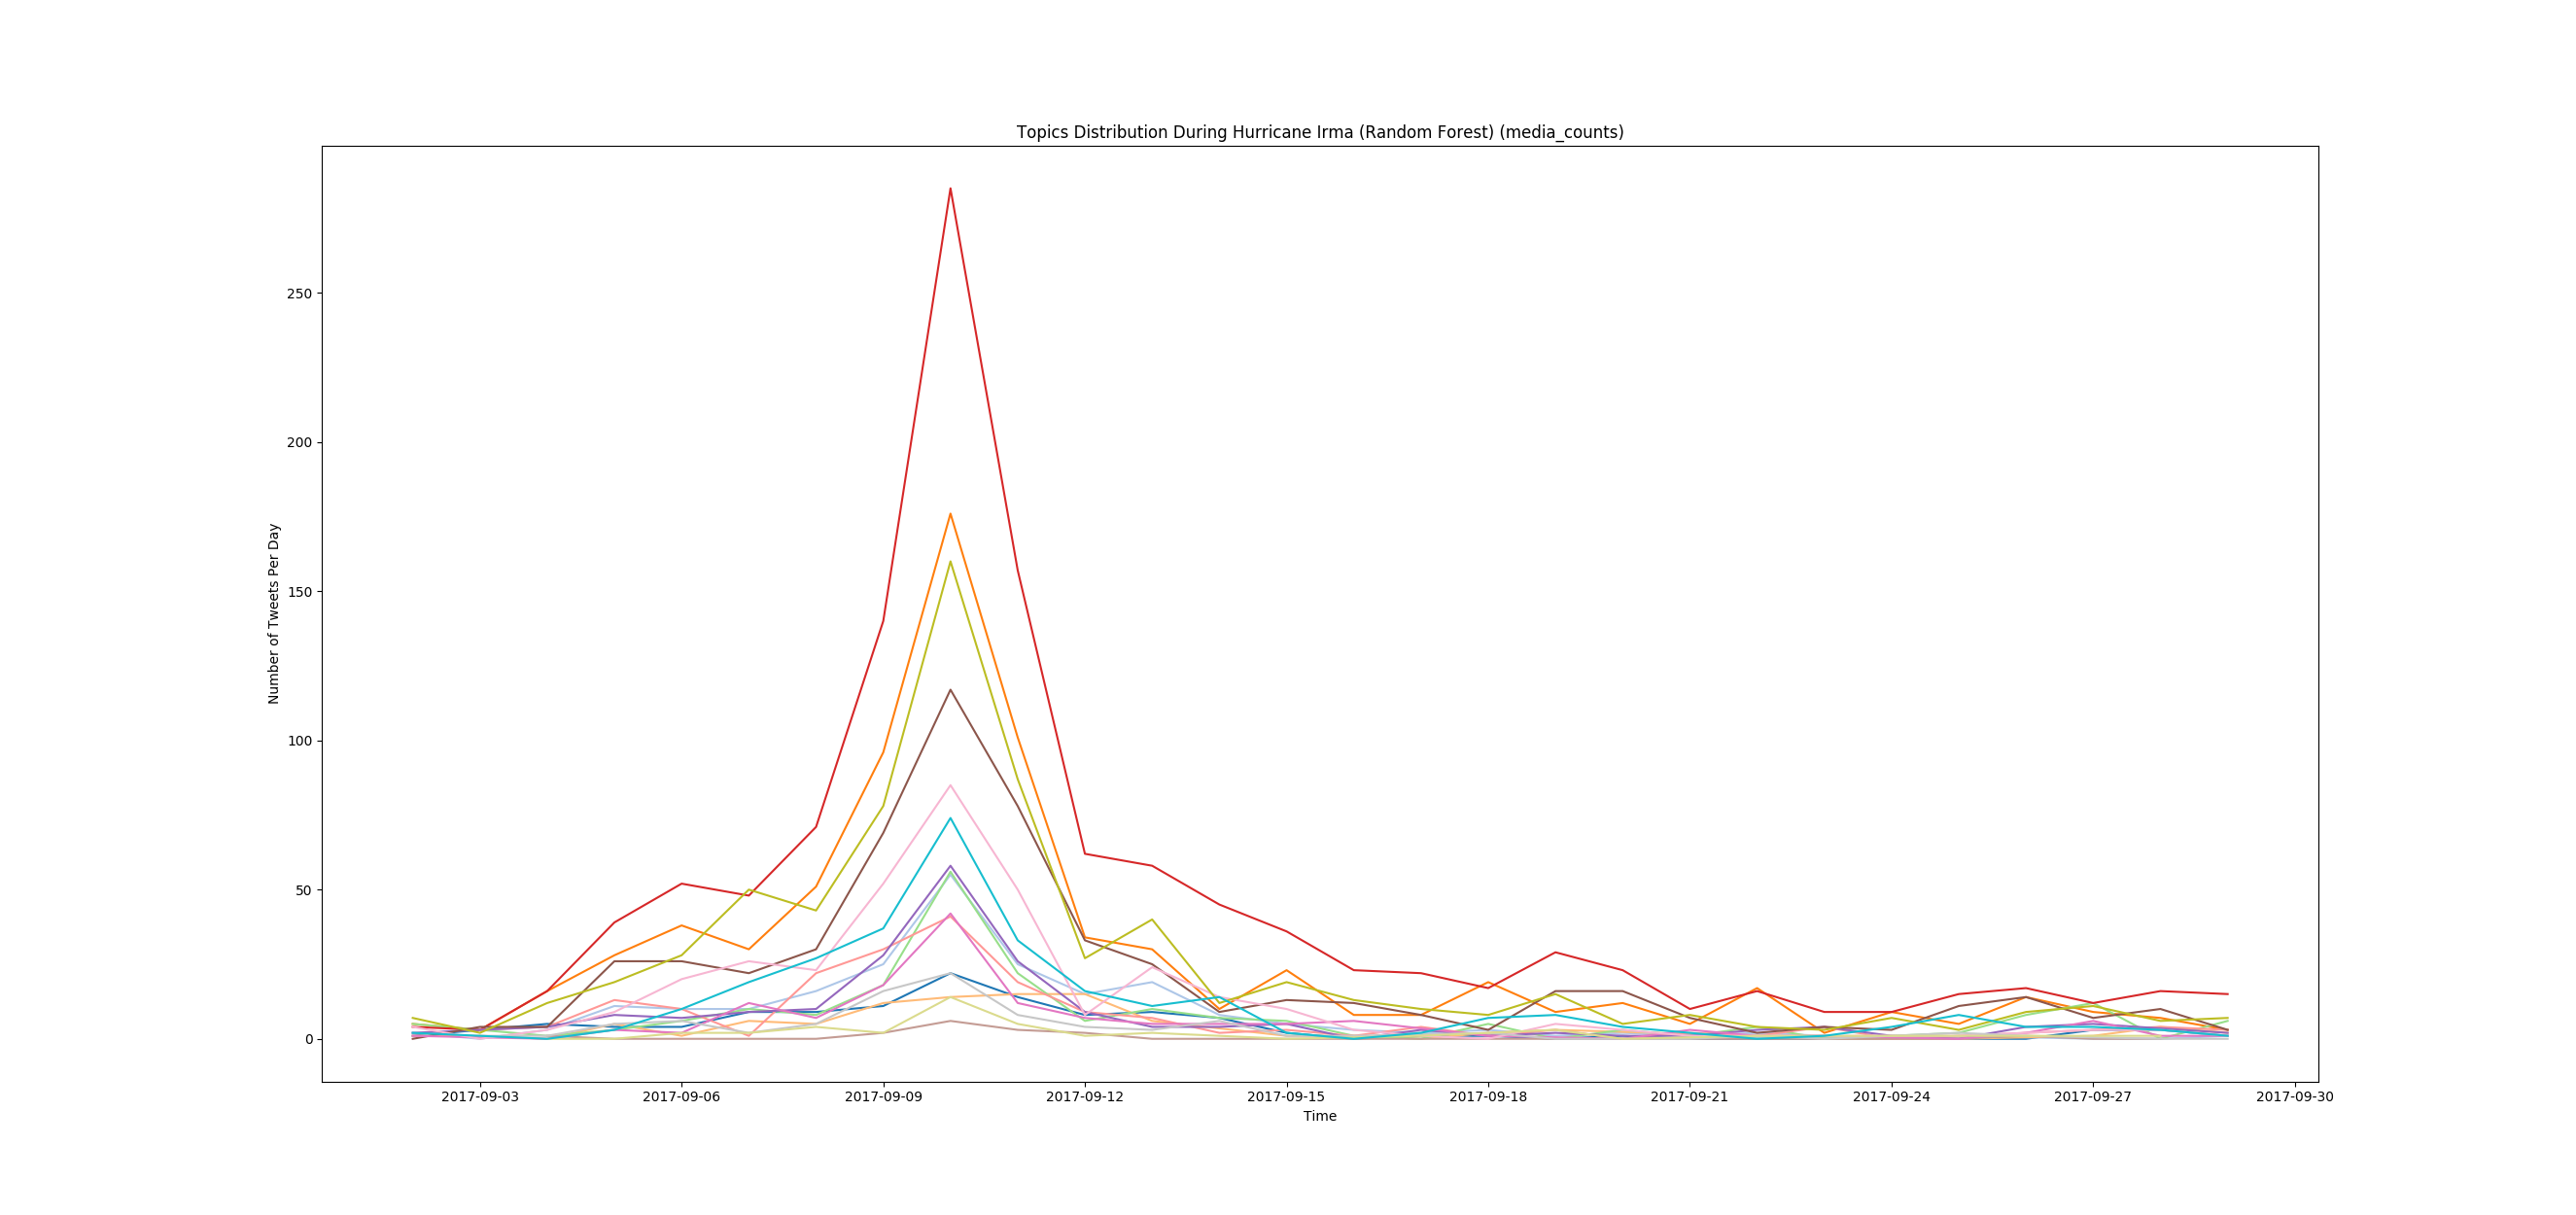 Topics Distribution During Hurricane Irma (Random Forest) (media_counts)
Number of Tweets Per Day
250
200
150
100
50
0
2017-09-03 2017-09-06 2017-09-09 2017-09-12 2017-09-15 2017-09-18 2017-09-21 2017-09-24 2017-09-27 2017-09-30
Time